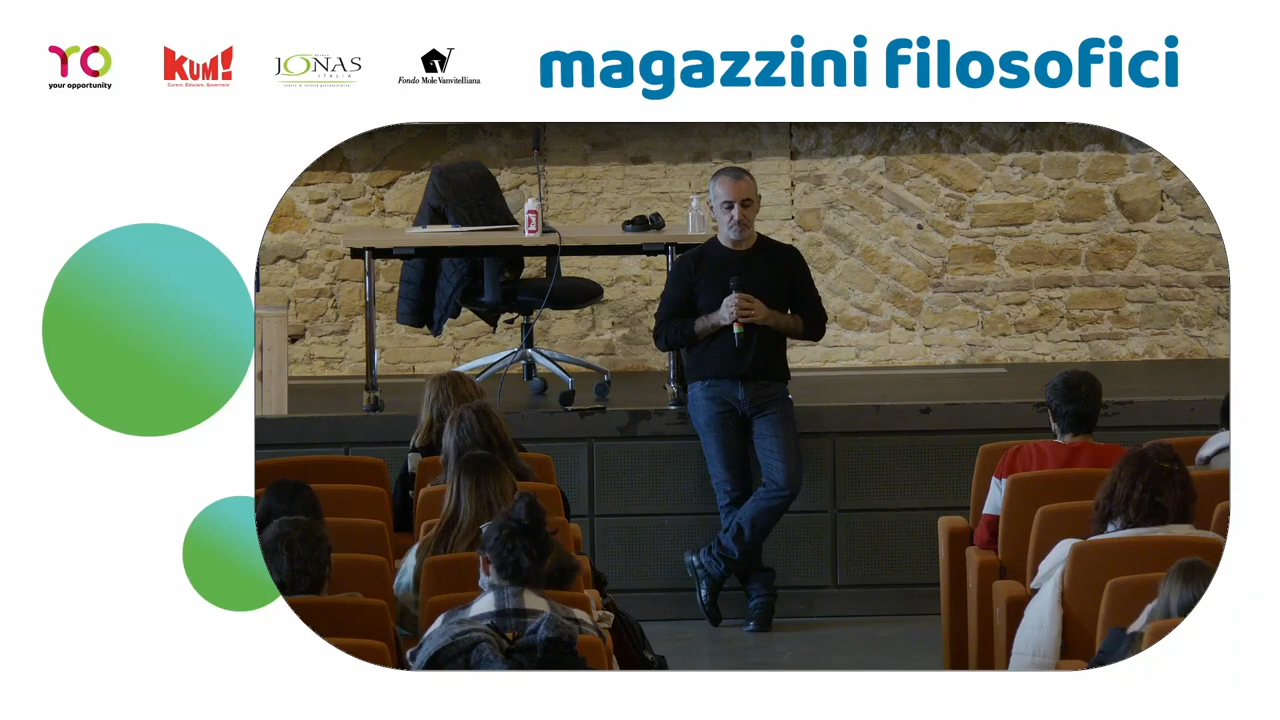 YO
your opportunity
KUM!
Curare, Educare, Governare
JONAS
ITALIA
Fondo Mole Vanvitelliana
magazzini filosofici